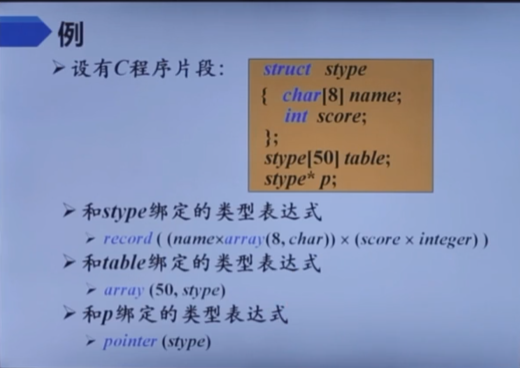 例
➢设有C程序片段:
struct stype
{ char[8] name;
int score;
};
stype[50] table;
stype* p;
➢和stype绑定的类型表达式
➢record ( (name×array(8, char)) × (score × integer) )
➢和table绑定的类型表达式
➢array (50, stype)
➢和p绑定的类型表达式
➢pointer (stype)